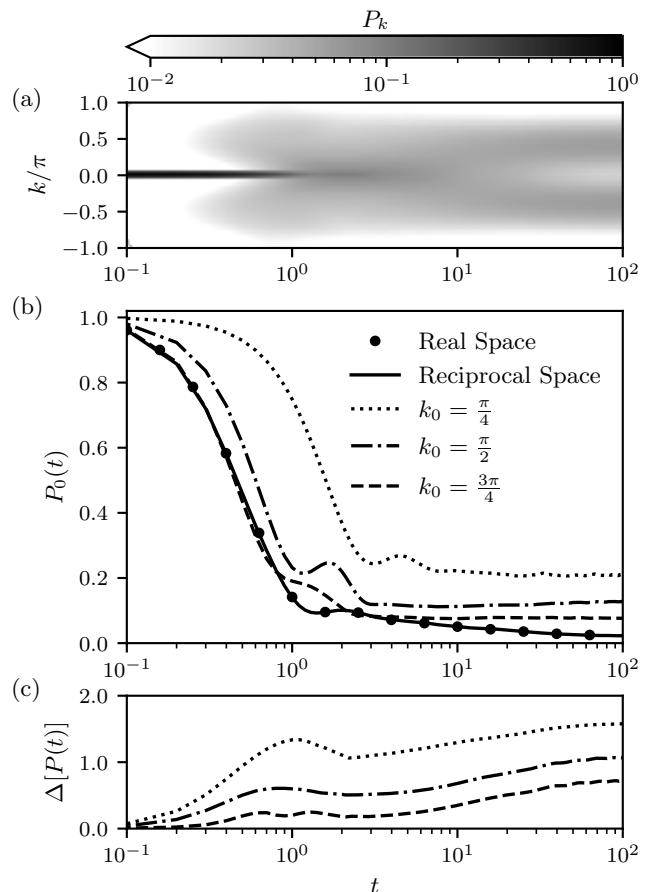 P_k
10^{-2} 10^{-1} 10^0
(a)
k/π
1.0
0.5
0.0
−0.5
−1.0
10^{-1} 10^0 10^1 10^2
(b)
P_0(t)
1.0
0.8
0.6
0.4
0.2
0.0
Real Space
Reciprocal Space
k_0 = π/4
k_0 = π/2
k_0 = 3π/4
10^{-1} 10^0 10^1 10^2
(c)
Δ[P(t)]
2.0
1.0
0.0
10^{-1} 10^0 10^1 10^2
t